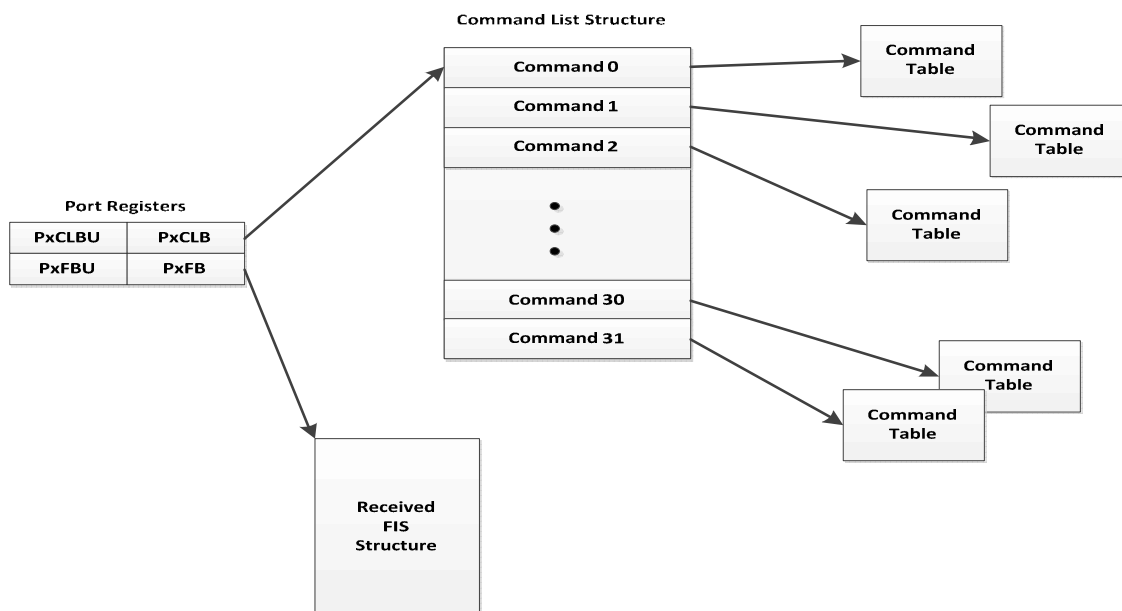 Command List Structure
Command 0
Command 1
Command 2
Command 30
Command 31
Command
Table
Command
Table
Command
Table
Command
Table
Command
Table
Port Registers
PxCLBU PxCLB
PxFBU PxFB
Received
FIS
Structure